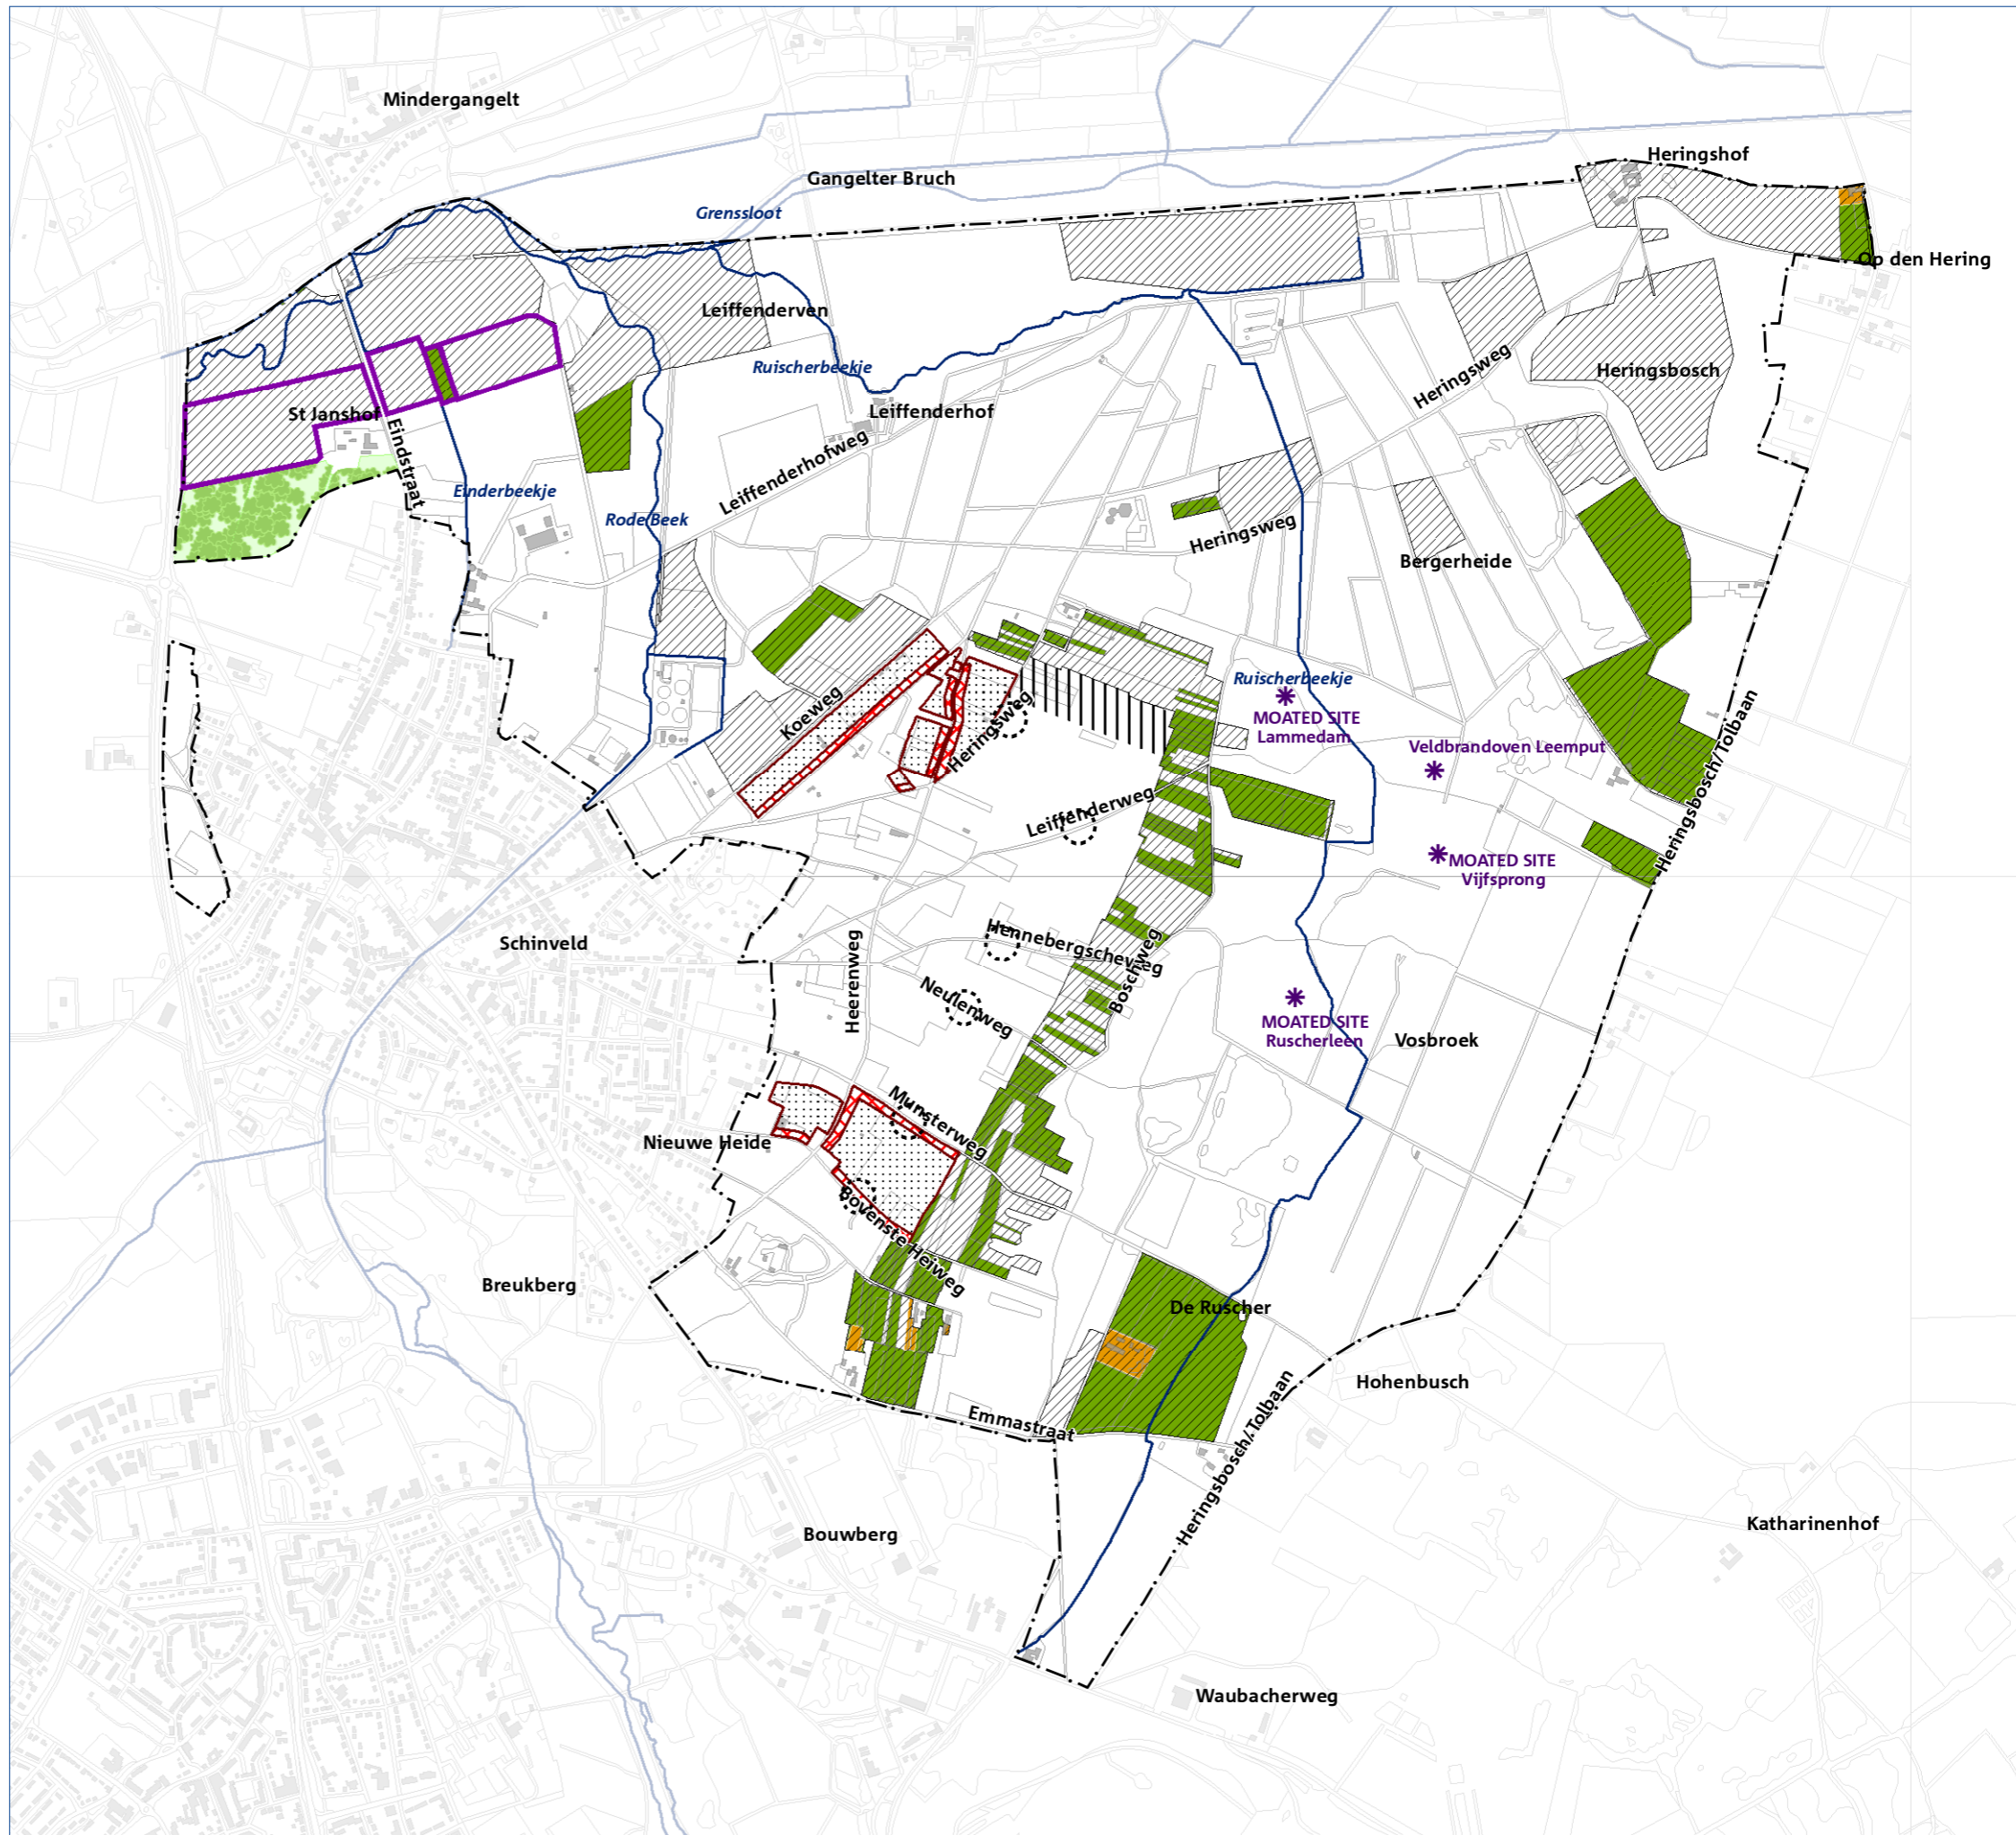 Mindergangelt
Heringshof
Gangelter Bruch
Grenssloot
Op den Hering
Leiffenderven
Ruischerbeekje
Heringsweg
Heringsbosch
St Janshof
Leiffenderhof
Eindstraat
Leiffenderhofweg
Einderbeekje
Rode Beek
Heringsweg
Bergerheide
Ruischerbeekje
MOATED SITE
Lammedam
Koeweg
Heringsweg
Veldbrandoven Leemput
Heringsbosch/Tolbaan
Leiffenderweg
MOATED SITE
Vijfsprong
Schinveld
Heerenweg
Hennebergscheweg
Boschweg
Neulenweg
MOATED SITE
Ruscherleen
Vosbroek
Munsterweg
Nieuwe Heide
Bovenste Heiweg
Breukberg
De Ruscher
Hohenbusch
Emmastraat
Heringsbosch/Tolbaan
Bouwberg
Katharinenhof
Waubacherweg